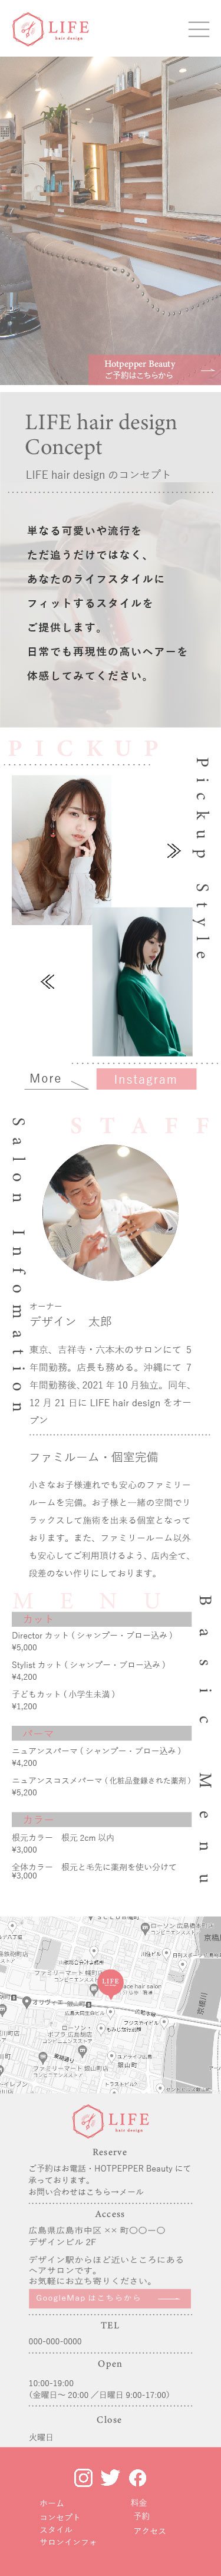 LIFE
hair design
Hotpepper Beauty
ご予約はこちらから
LIFE hair design
Concept
LIFE hair design のコンセプト
単なる可愛いや流行を
ただ追うだけではなく、
あなたのライフスタイルに
フィットするスタイルを
ご提供します。
日常でも再現性の高いヘアーを
体感してみてください。
PICKUP
Pickup Style
More
Instagram
STAFF
Salon Infomation
オーナー
デザイン 太郎
東京、吉祥寺・六本木のサロンにて 5
年間勤務。店長も務める。沖縄にて 7
年間勤務後、2021 年 10 月独立。同年、
12 月 21 日に LIFE hair design をオー
プン
ファミルーム・個室完備
小さなお子様連れでも安心のファミリー
ルームを完備。お子様と一緒の空間でリ
ラックスして施術を出来る個室となって
おります。また、ファミリールーム以外
も安心してご利用頂けるよう、店内全て、
段差のない作りにしております。
MENU
Basic Menu
カット
Director カット ( シャンプー・ブロー込み )
¥5,000
Stylist カット ( シャンプー・ブロー込み )
¥4,200
子どもカット ( 小学生未満 )
¥1,200
パーマ
ニュアンスパーマ ( シャンプー・ブロー込み )
¥4,200
ニュアンスコスメパーマ ( 化粧品登録された薬剤 )
¥5,200
カラー
根元カラー 根元 2cm 以内
¥3,000
全体カラー 根元と毛先に薬剤を使い分けて
¥3,000
LIFE
LIFE
hair design
Reserve
ご予約はお電話・HOTPEPPER Beauty にて
承っております。
お問い合わせはこちら→メール
Access
広島県広島市中区 ×× 町〇〇ー〇
デザインビル 2F
デザイン駅からほど近いところにある
ヘアサロンです。
お気軽にお立ち寄りください。
GoogleMap はこちらから
TEL
000-000-0000
Open
10:00-19:00
(金曜日〜 20:00 ／日曜日 9:00-17:00)
Close
火曜日
ホーム
コンセプト
スタイル
サロンインフォ
料金
予約
アクセス